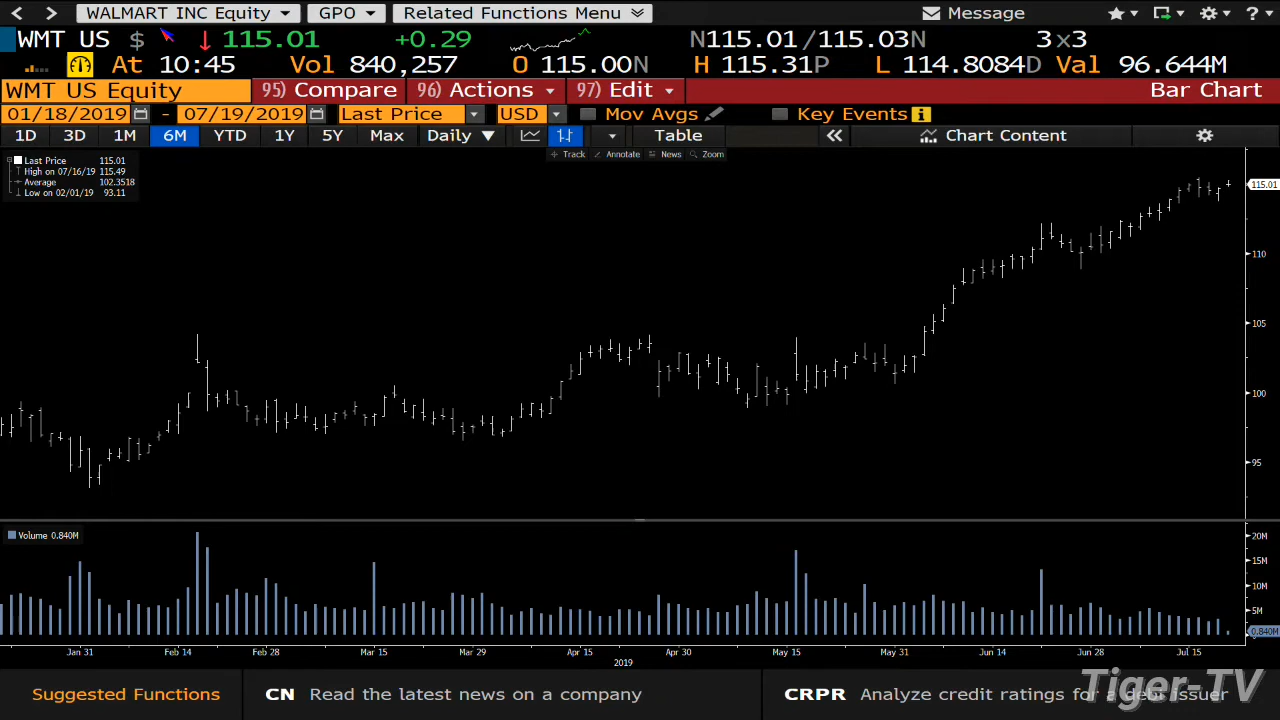 WALMART INC Equity GPO Related Functions Menu Message
WMT US $ ↓ 115.01 +0.29 N115.01/115.03N 3x3
At 10:45 Vol 840,257 O 115.00N H 115.31P L 114.8084D Val 96.644M
WMT US Equity 95) Compare 96) Actions 97) Edit Bar Chart
01/18/2019 - 07/19/2019 Last Price USD Mov Avgs Key Events
1D 3D 1M 6M YTD 1Y 5Y Max Daily ▼ Table « Chart Content
Track Annotate News Zoom
Last Price 115.01
High on 07/16/19 115.49
Average 102.3518
Low on 02/01/19 93.11
115.01
110
105
100
95
Volume 0.840M
20M
15M
10M
5M
0.840M
Jan 31 Feb 14 Feb 28 Mar 15 Mar 29 Apr 15 Apr 30 May 15 May 31 Jun 14 Jun 28 Jul 15
2019
Suggested Functions CN Read the latest news on a company CRPR Analyze credit ratings for a debt issuer
Tiger-TV